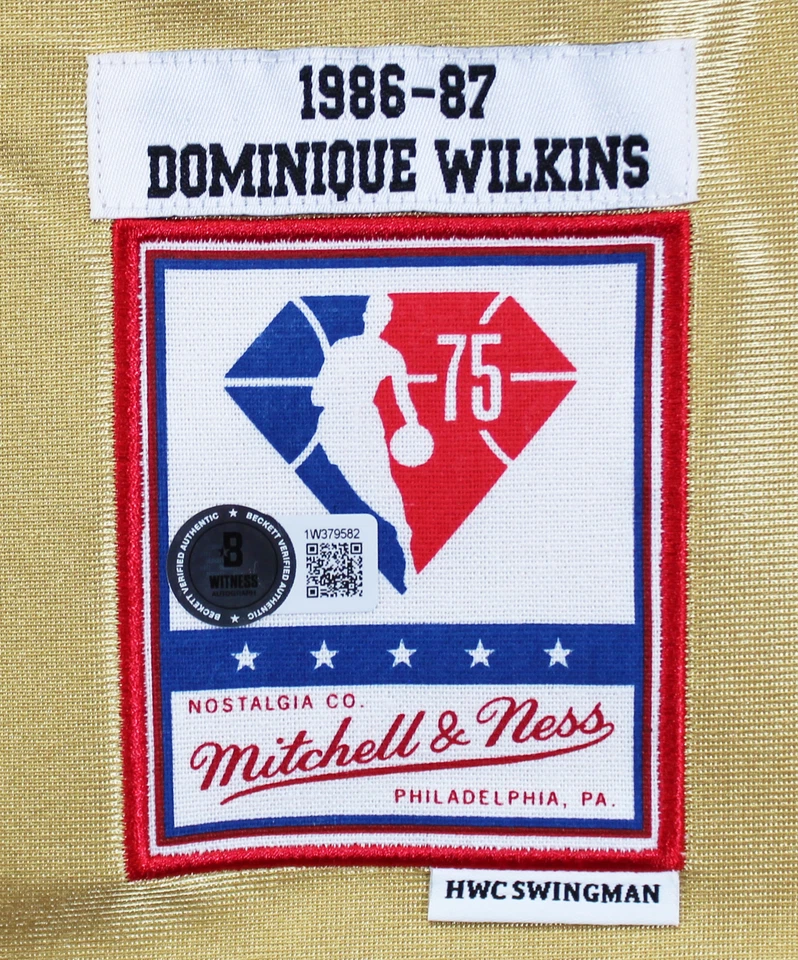 1986-87
DOMINIQUE WILKINS
75
BECKETT VERIFIED AUTHENTIC ★ BECKETT VERIFIED AUTHENTIC ★
B
WITNESS
1W379582
NOSTALGIA CO.
Mitchell & Ness
PHILADELPHIA, PA.
HWC SWINGMAN